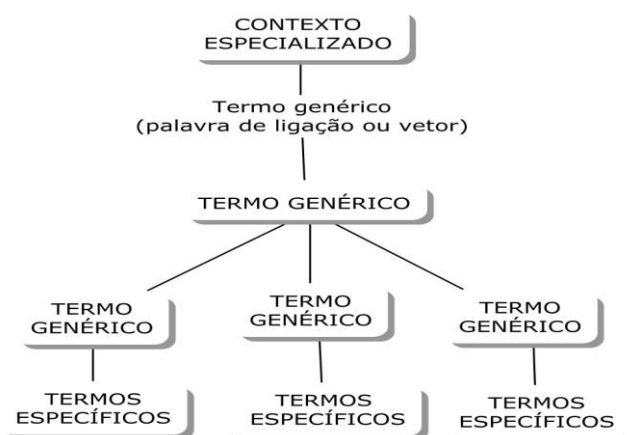 CONTEXTO
ESPECIALIZADO
Termo genérico
(palavra de ligação ou vetor)
TERMO GENÉRICO
TERMO
GENÉRICO
TERMO
GENÉRICO
TERMO
GENÉRICO
TERMOS
ESPECÍFICOS
TERMOS
ESPECÍFICOS
TERMOS
ESPECÍFICOS